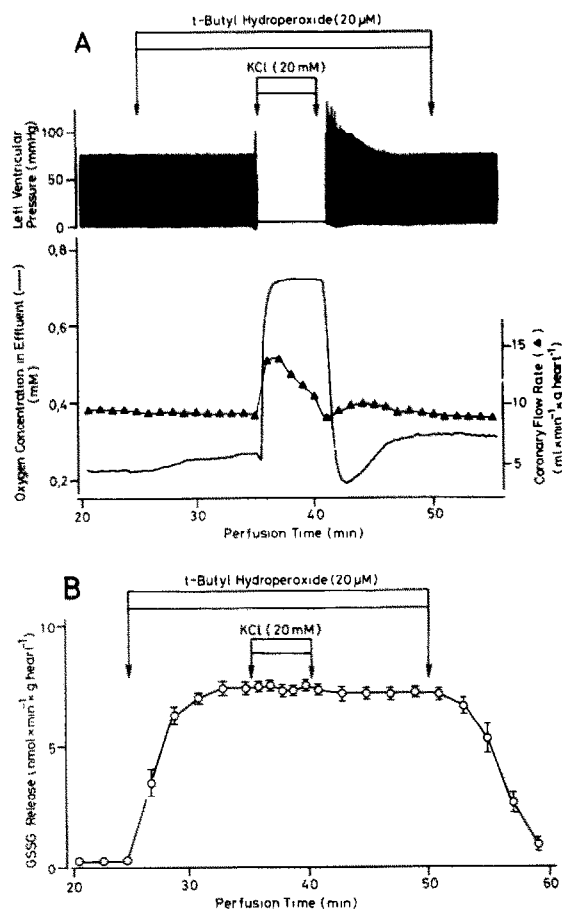 A
t-Butyl Hydroperoxide (20 µM)
KCl (20 mM)
Left Ventricular
Pressure (mmHg)
100
50
0
Oxygen Concentration in Effluent (—)
(mM)
0,8
0,6
0,4
0,2
Coronary Flow Rate (▲)
(ml×min⁻¹×g heart⁻¹)
15
10
5
20 30 40 50
Perfusion Time (min)
B
t-Butyl Hydroperoxide (20 µM)
KCl (20 mM)
GSSG Release (nmol×min⁻¹×g heart⁻¹)
10
5
0
20 30 40 50 60
Perfusion Time (min)